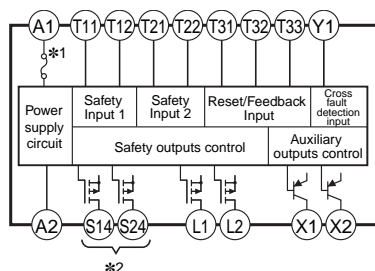 A1 T11 T12 T21 T22 T31 T32 T33 Y1
*1
Power
supply
circuit
Safety
Input 1
Safety
Input 2
Reset/Feedback
Input
Cross
fault
detection
input
Safety outputs control
Auxiliary
outputs control
A2 S14 S24 L1 L2 X1 X2
*2